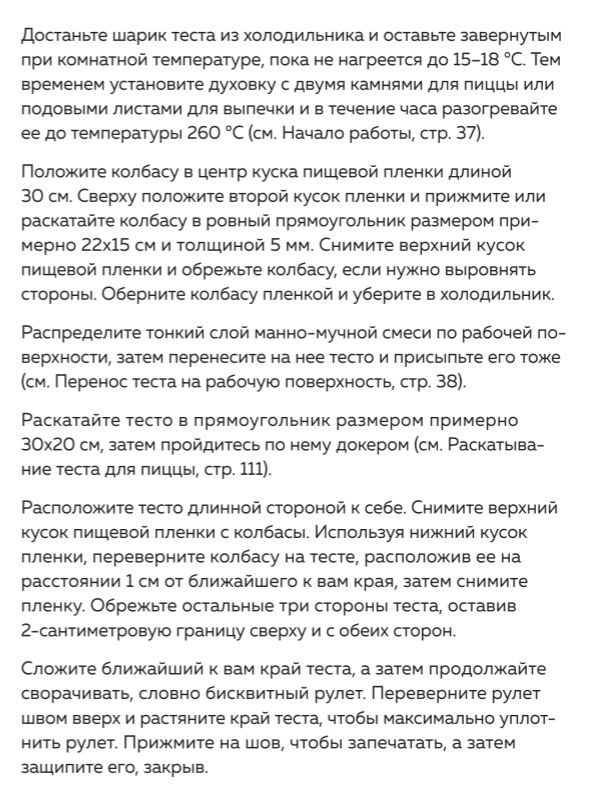 Достаньте шарик теста из холодильника и оставьте завернутым
при комнатной температуре, пока не нагреется до 15–18 °C. Тем
временем установите духовку с двумя камнями для пиццы или
подовыми листами для выпечки и в течение часа разогревайте
ее до температуры 260 °C (см. Начало работы, стр. 37).
Положите колбасу в центр куска пищевой пленки длиной
30 см. Сверху положите второй кусок пленки и прижмите или
раскатайте колбасу в ровный прямоугольник размером при-
мерно 22х15 см и толщиной 5 мм. Снимите верхний кусок
пищевой пленки и обрежьте колбасу, если нужно выровнять
стороны. Оберните колбасу пленкой и уберите в холодильник.
Распределите тонкий слой манно-мучной смеси по рабочей по-
верхности, затем перенесите на нее тесто и присыпьте его тоже
(см. Перенос теста на рабочую поверхность, стр. 38).
Раскатайте тесто в прямоугольник размером примерно
30х20 см, затем пройдитесь по нему докером (см. Раскатыва-
ние теста для пиццы, стр. 111).
Расположите тесто длинной стороной к себе. Снимите верхний
кусок пищевой пленки с колбасы. Используя нижний кусок
пленки, переверните колбасу на тесте, расположив ее на
расстоянии 1 см от ближайшего к вам края, затем снимите
пленку. Обрежьте остальные три стороны теста, оставив
2-сантиметровую границу сверху и с обеих сторон.
Сложите ближайший к вам край теста, а затем продолжайте
сворачивать, словно бисквитный рулет. Переверните рулет
швом вверх и растяните край теста, чтобы максимально уплот-
нить рулет. Прижмите на шов, чтобы запечатать, а затем
защипите его, закрыв.